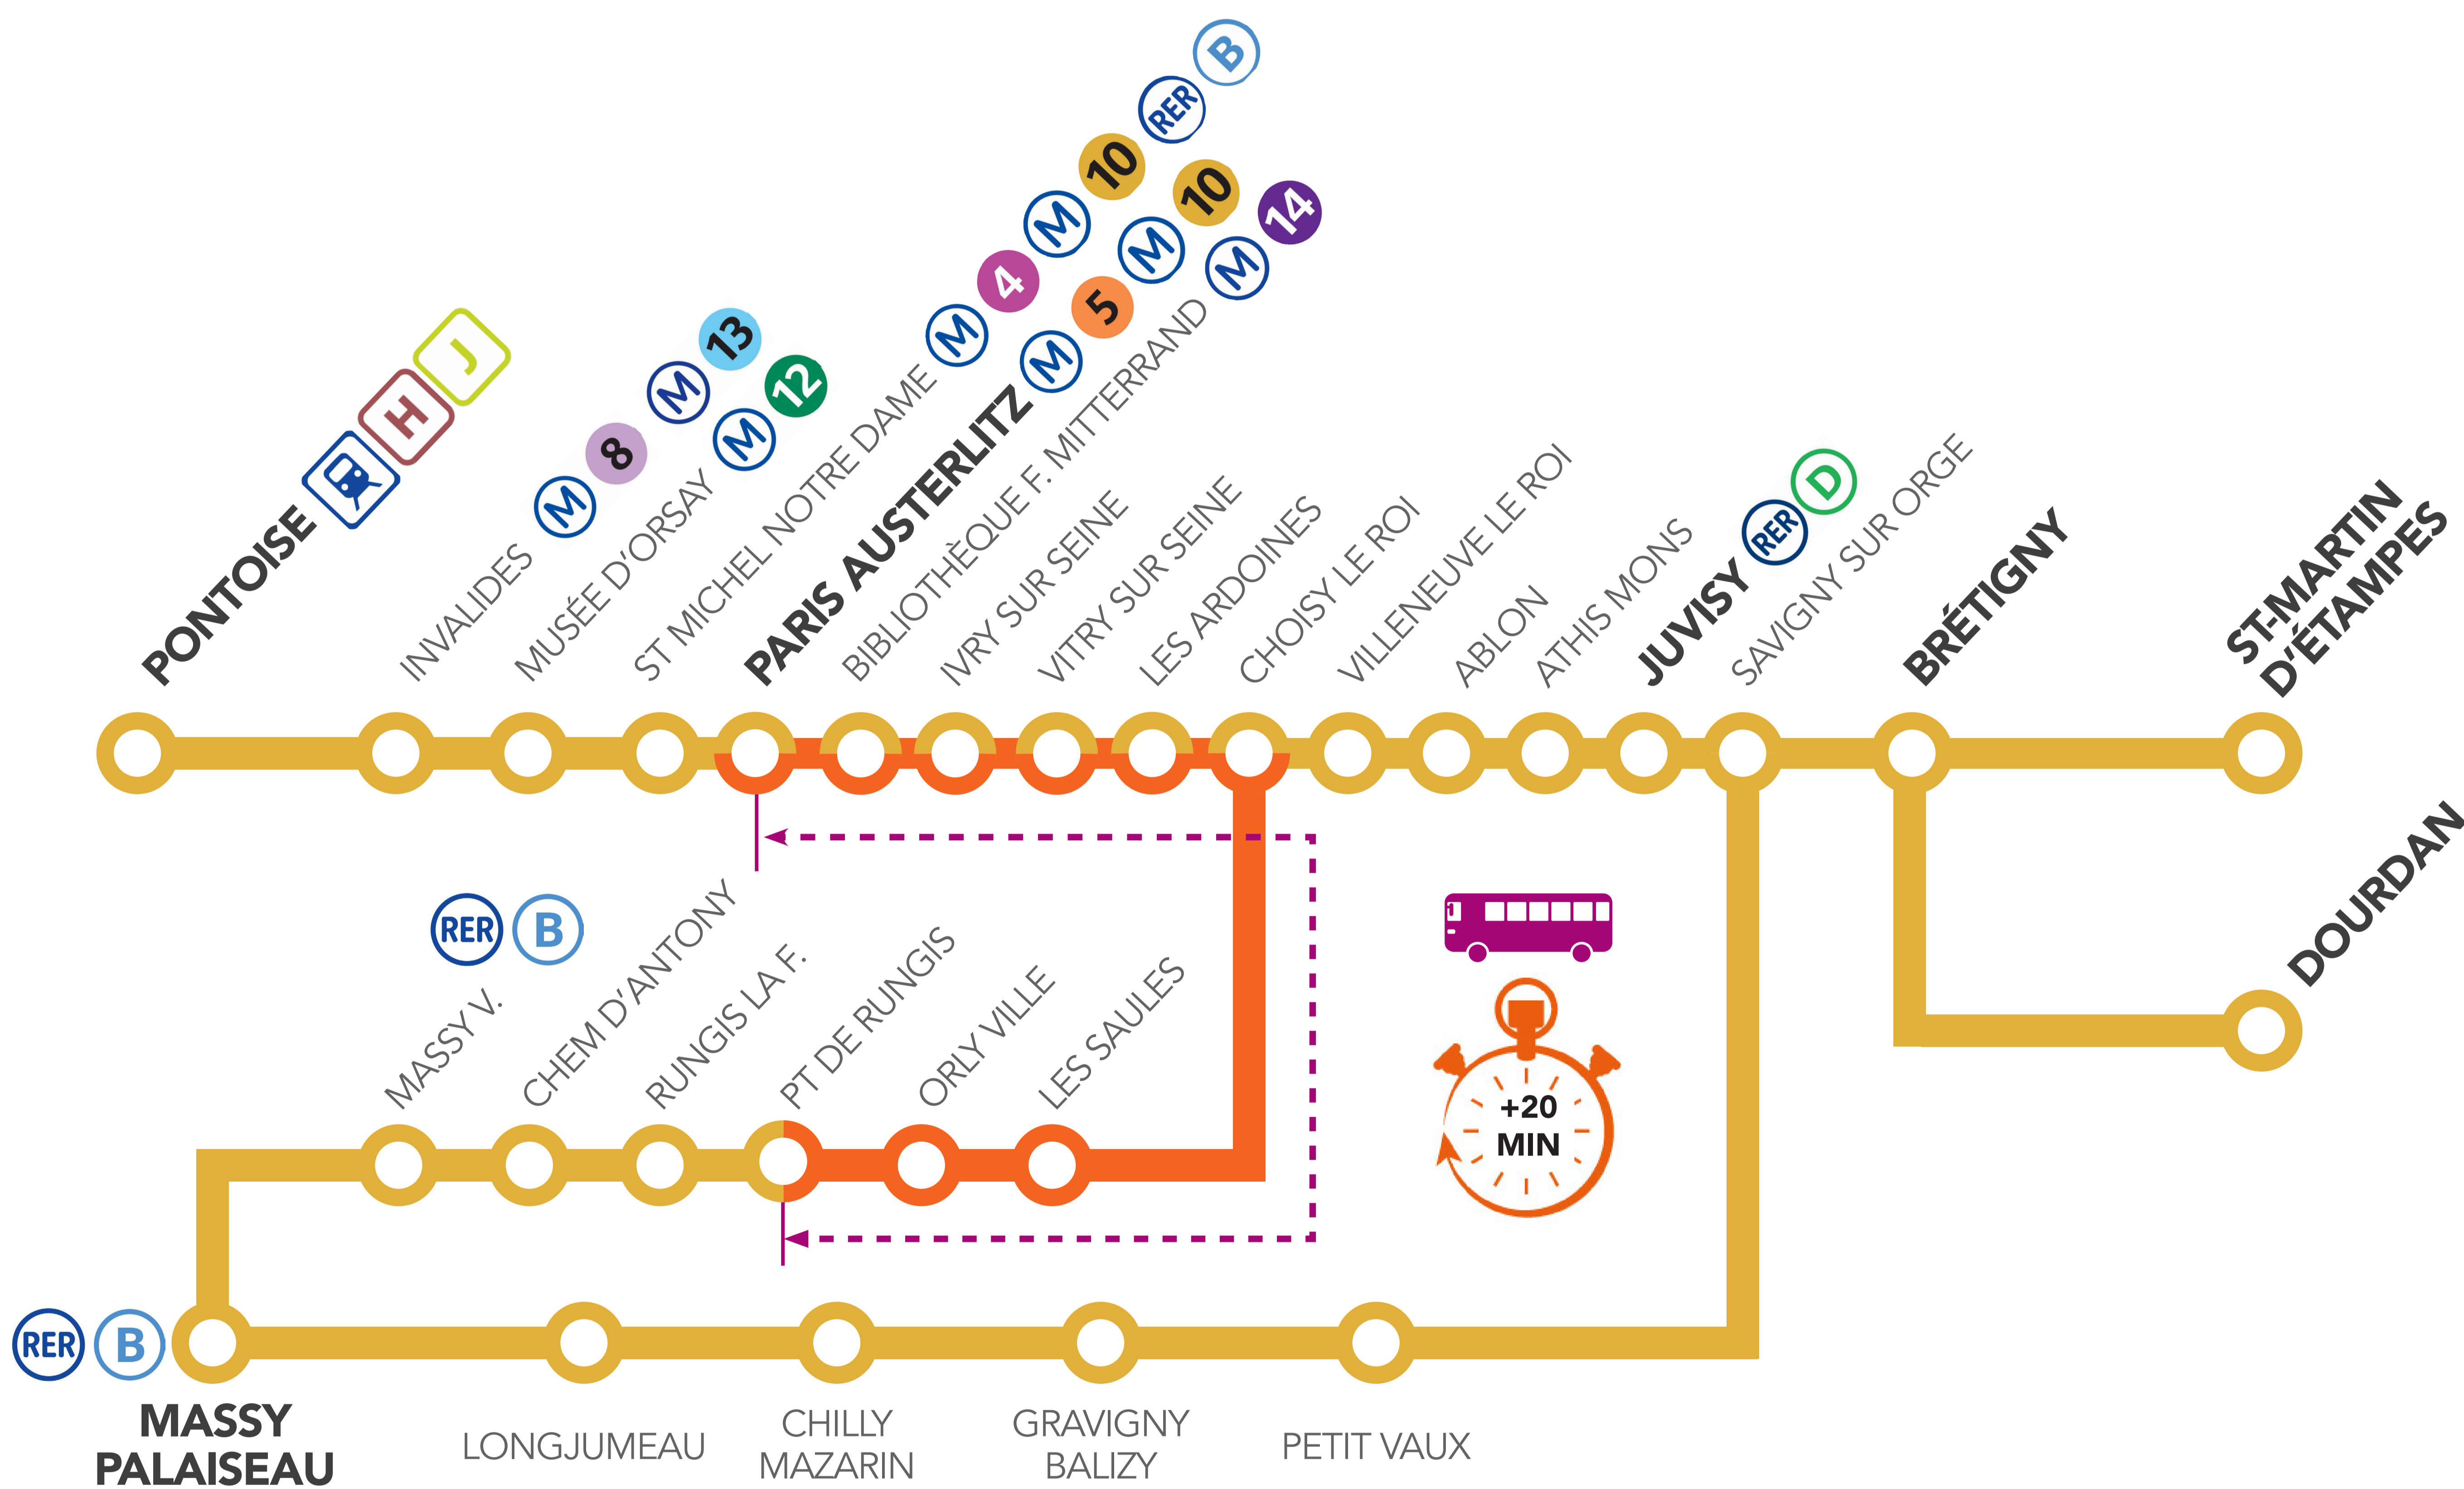 PONTOISE
H
J
INVALIDES
M
8
M
13
MUSÉE D'ORSAY
M
12
ST MICHEL NOTRE DAME
M
4
M
10
RER
B
PARIS AUSTERLITZ
M
5
M
10
BIBLIOTHÈQUE F. MITTERRAND
M
14
IVRY SUR SEINE
VITRY SUR SEINE
LES ARDOINES
CHOISY LE ROI
VILLENEUVE LE ROI
ABLON
ATHIS MONS
JUVISY
RER
D
SAVIGNY SUR ORGE
BRÉTIGNY
ST-MARTIN
D'ÉTAMPES
DOURDAN
RER
B
MASSY V.
CHEM D'ANTONY
RUNGIS LA F.
PT DE RUNGIS
ORLY VILLE
LES SAULES
+20
MIN
RER
B
MASSY
PALAISEAU
LONGJUMEAU
CHILLY
MAZARIN
GRAVIGNY
BALIZY
PETIT VAUX